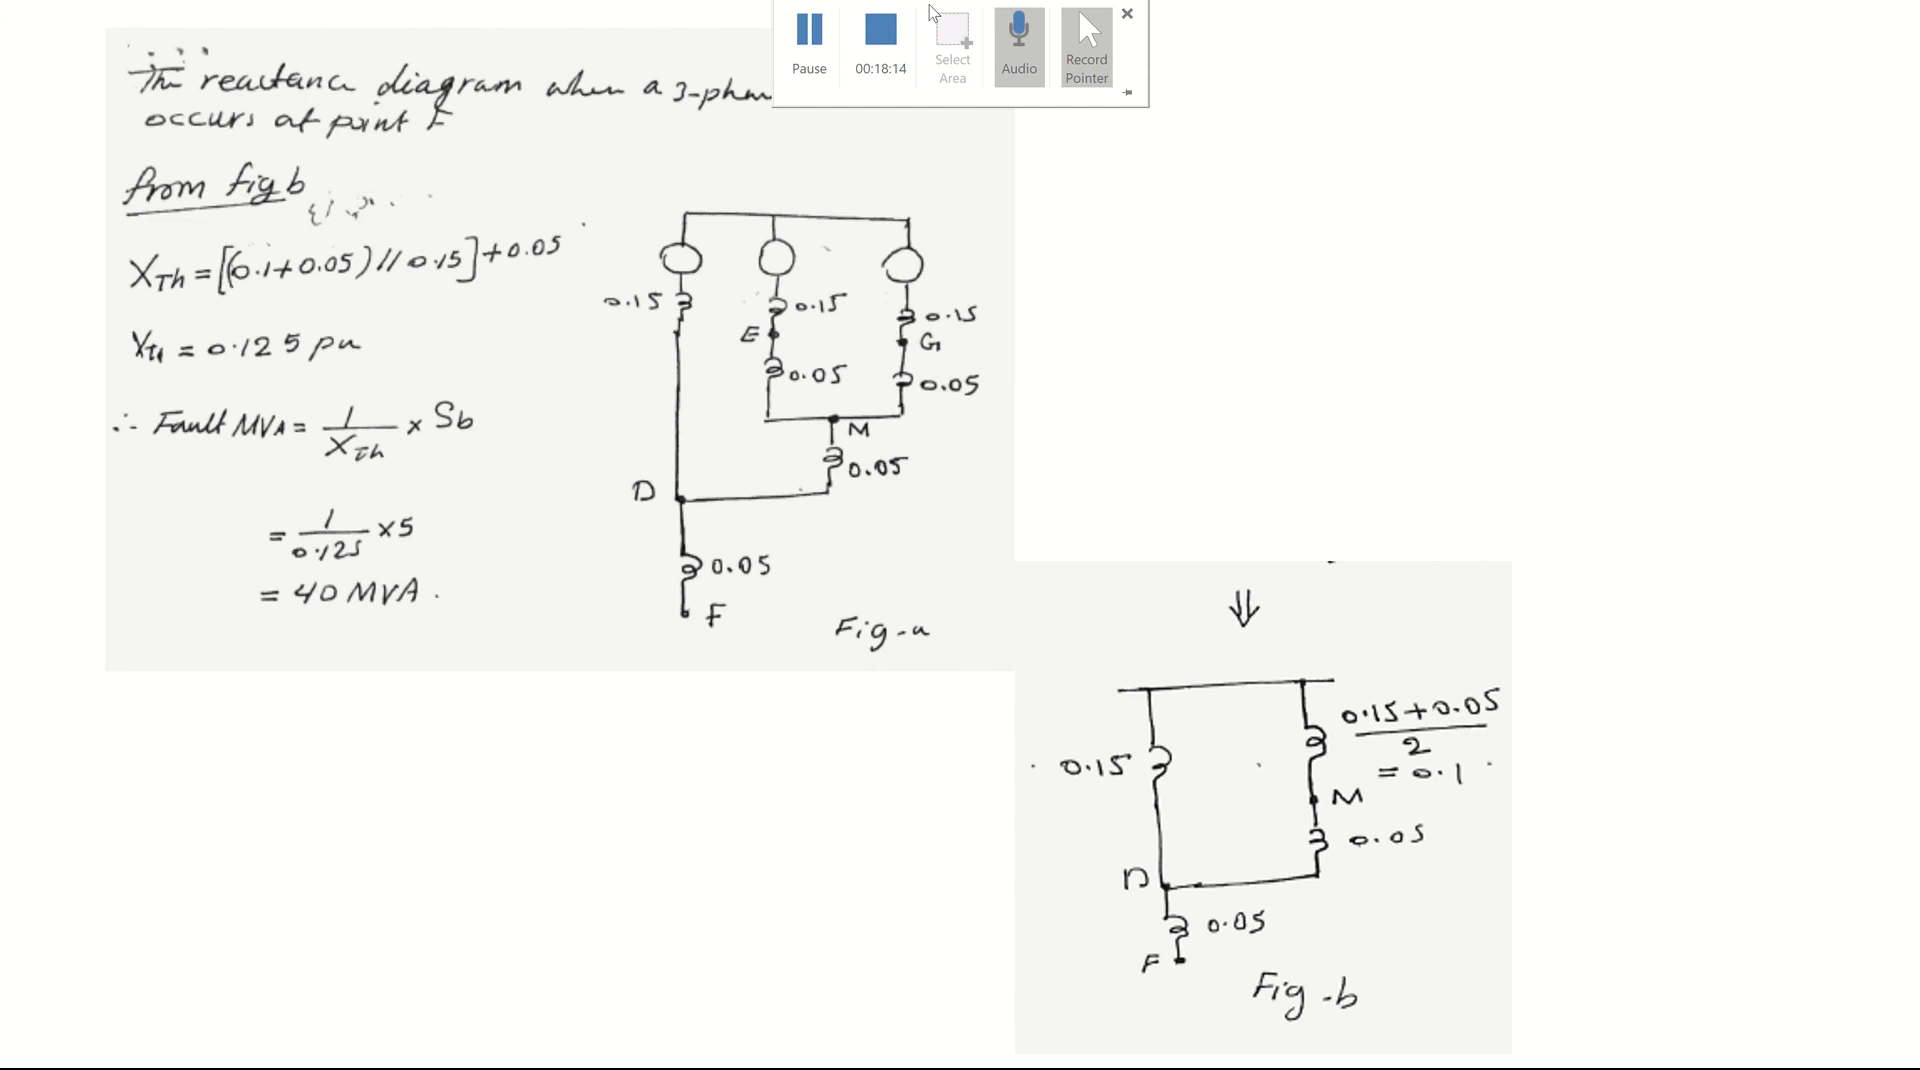 Pause
00:18:14
Select
Area
Audio
Record
Pointer
The reactance diagram when a 3-pha
occurs at point F
from fig b
XTh = [(0.1+0.05) // 0.15] + 0.05
XTh = 0.125 pu
∴ Fault MVA = 1/XTh × Sb
= 1/0.125 × 5
= 40 MVA.
0.15
0.15
0.15
E
G
0.05
0.05
M
0.05
D
0.05
F
Fig-a
⇓
0.15+0.05
2
= 0.1
0.15
M
0.05
D
0.05
F
Fig-b